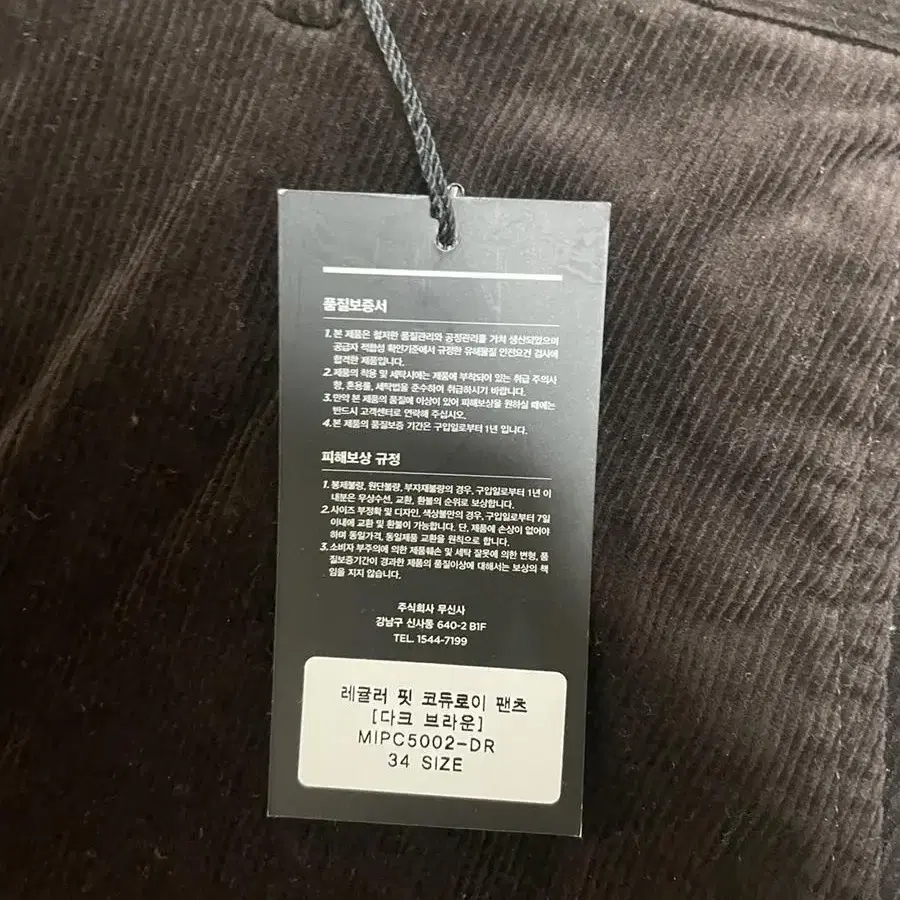 품질보증서
1. 본 제품은 철저한 품질관리와 공정관리를 거쳐 생산되었으며
공급자 적합성 확인기준에서 규정한 유해물질 안전요건 검사에
합격한 제품입니다.
2. 제품의 착용 및 세탁시에는 제품에 부착되어 있는 취급 주의사
항, 혼용률, 세탁법을 준수하여 취급하시기 바랍니다.
3. 만약 본 제품의 품질에 이상이 있어 피해보상을 원하실 때에는
반드시 고객센터로 연락해 주십시오.
4. 본 제품의 품질보증 기간은 구입일로부터 1년 입니다.
피해보상 규정
1. 봉제불량, 원단불량, 부자재불량의 경우, 구입일로부터 1년 이
내분은 무상수선, 교환, 환불의 순위로 보상합니다.
2. 사이즈 부정확 및 디자인, 색상불만의 경우, 구입일로부터 7일
이내에 교환 및 환불이 가능합니다. 단, 제품에 손상이 없어야
하며 동일가격, 동일제품 교환을 원칙으로 합니다.
3. 소비자 부주의에 의한 제품훼손 및 세탁 잘못에 의한 변형, 품
질보증기간이 경과한 제품의 품질이상에 대해서는 보상의 책
임을 지지 않습니다.
주식회사 무신사
강남구 신사동 640-2 B1F
TEL. 1544-7199
레귤러 핏 코듀로이 팬츠
[다크 브라운]
MIPC5002-DR
34 SIZE